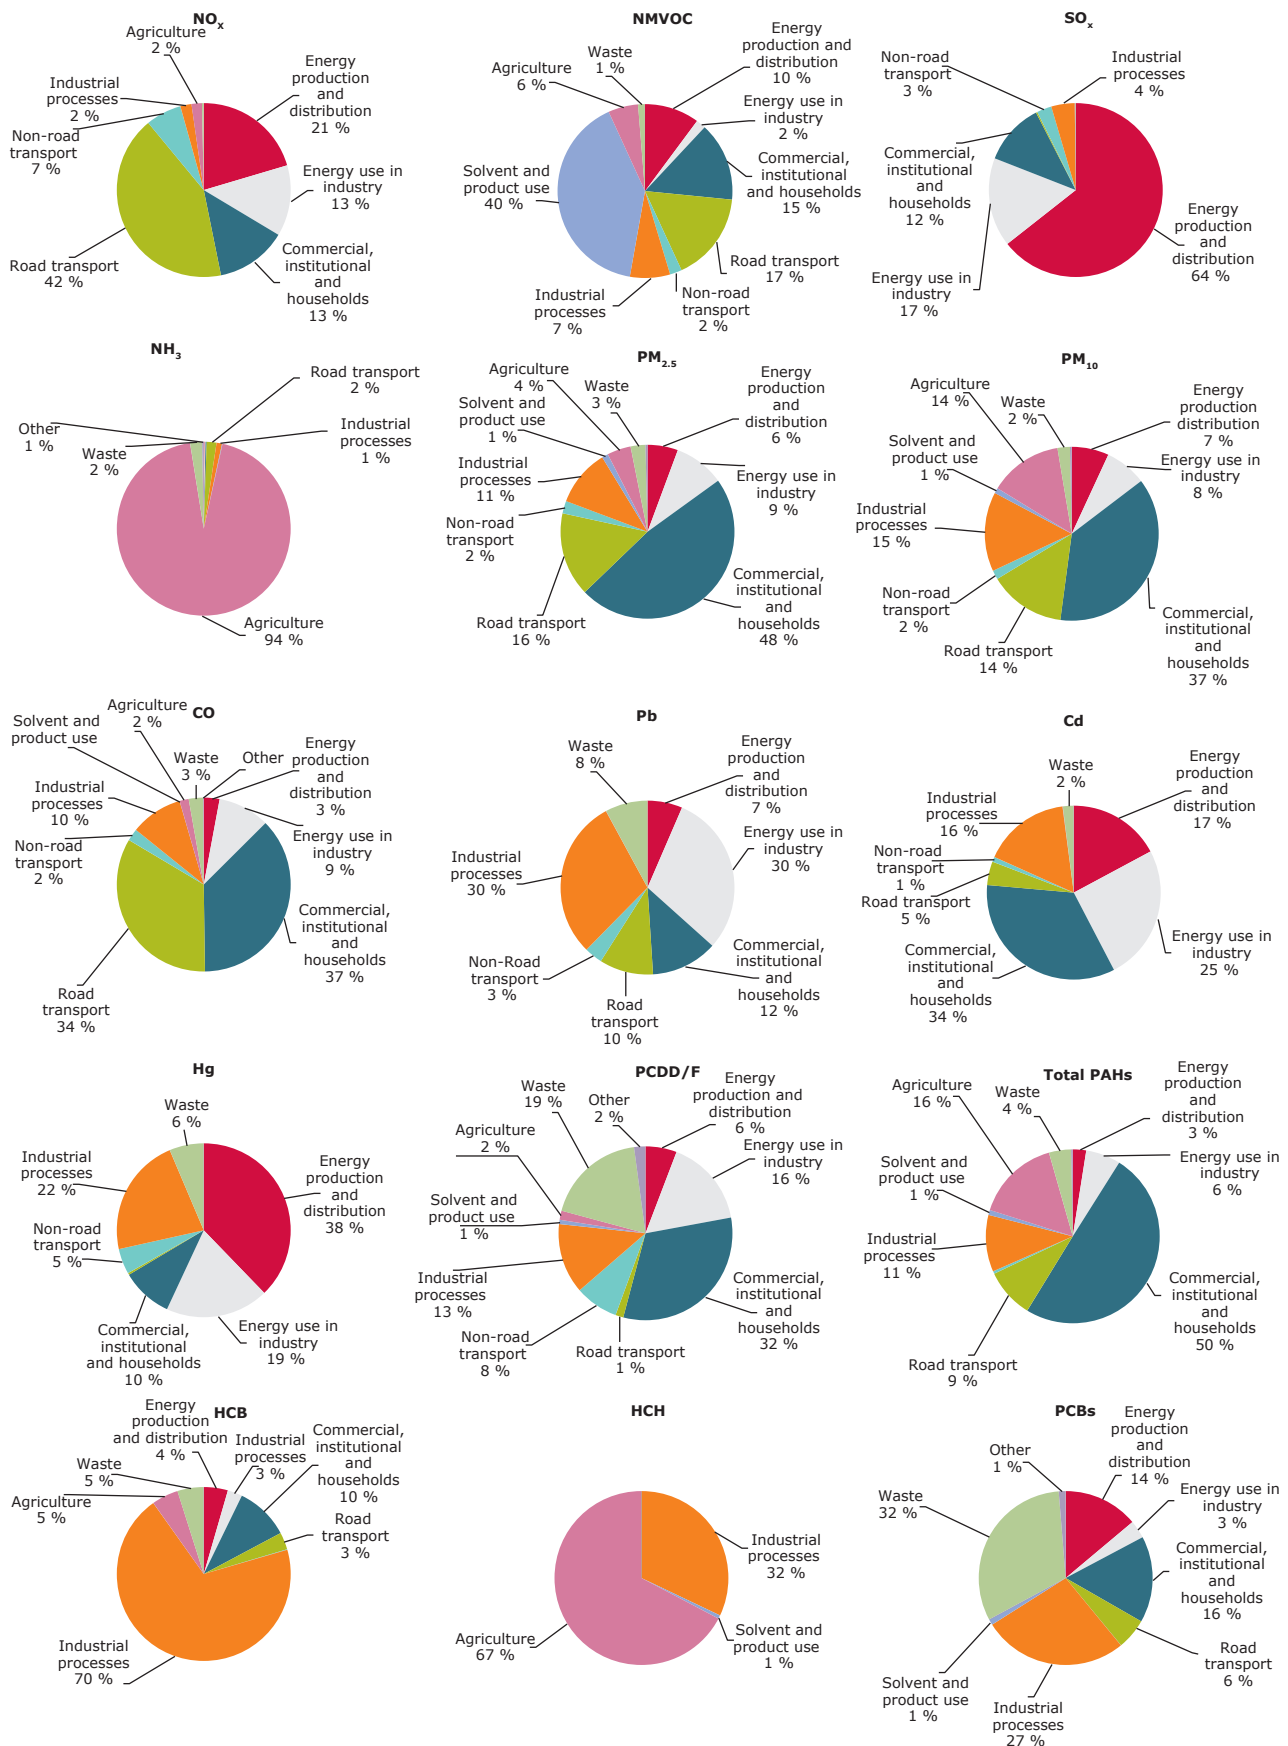 NOx
Agriculture
2 %
Energy
production
and
distribution
21 %
Industrial
processes
2 %
Non-road
transport
7 %
Energy use in
industry
13 %
Road transport
42 %
Commercial,
institutional
and
households
13 %
NMVOC
Energy
production and
distribution
10 %
Waste
1 %
Agriculture
6 %
Energy use in
industry
2 %
Solvent and
product use
40 %
Commercial,
institutional
and households
15 %
Road transport
17 %
Industrial
processes
7 %
Non-road
transport
2 %
SOx
Non-road
transport
3 %
Industrial
processes
4 %
Commercial,
institutional
and
households
12 %
Energy use in
industry
17 %
Energy
production
and
distribution
64 %
NH3
Road transport
2 %
Other
1 %
Industrial
processes
1 %
Waste
2 %
Agriculture
94 %
PM2.5
Agriculture
4 %
Waste
3 %
Energy
production
and
distribution
6 %
Solvent and
product use
1 %
Industrial
processes
11 %
Energy use in
industry
9 %
Non-road
transport
2 %
Commercial,
institutional
and
households
48 %
Road transport
16 %
PM10
Agriculture
14 %
Waste
2 %
Energy
production
and
distribution
7 %
Solvent and
product use
1 %
Energy use in
industry
8 %
Industrial
processes
15 %
Non-road
transport
2 %
Road transport
14 %
Commercial,
institutional
and
households
37 %
CO
Agriculture
2 %
Solvent and
product use
Waste
3 %
Other
Energy
production
and
distribution
3 %
Industrial
processes
10 %
Non-road
transport
2 %
Energy use in
industry
9 %
Commercial,
institutional
and
households
37 %
Road
transport
34 %
Pb
Waste
8 %
Energy
production
and
distribution
7 %
Energy use in
industry
30 %
Industrial
processes
30 %
Non-Road
transport
3 %
Road
transport
10 %
Commercial,
institutional
and
households
12 %
Cd
Waste
2 %
Energy
production
and
distribution
17 %
Industrial
processes
16 %
Non-road
transport
1 %
Road transport
5 %
Energy use in
industry
25 %
Commercial,
institutional
and
households
34 %
Hg
Waste
6 %
Industrial
processes
22 %
Energy
production
and
distribution
38 %
Non-road
transport
5 %
Commercial,
institutional
and households
10 %
Energy use in
industry
19 %
PCDD/F
Waste
19 %
Other
2 %
Energy
production and
distribution
6 %
Agriculture
2 %
Energy use in
industry
16 %
Solvent and
product use
1 %
Industrial
processes
13 %
Non-road
transport
8 %
Road transport
1 %
Commercial,
institutional
and
households
32 %
Total PAHs
Agriculture
16 %
Waste
4 %
Energy
production
and
distribution
3 %
Energy use in
industry
6 %
Solvent and
product use
1 %
Industrial
processes
11 %
Road transport
9 %
Commercial,
institutional
and
households
50 %
HCB
Energy
production
and distribution
4 %
Industrial
processes
3 %
Commercial,
institutional
and
households
10 %
Waste
5 %
Agriculture
5 %
Road
transport
3 %
Industrial
processes
70 %
HCH
Industrial
processes
32 %
Agriculture
67 %
Solvent and
product use
1 %
PCBs
Energy
production
and
distribution
14 %
Other
1 %
Waste
32 %
Energy use in
industry
3 %
Commercial,
institutional
and
households
16 %
Road
transport
6 %
Solvent and
product use
1 %
Industrial
processes
27 %